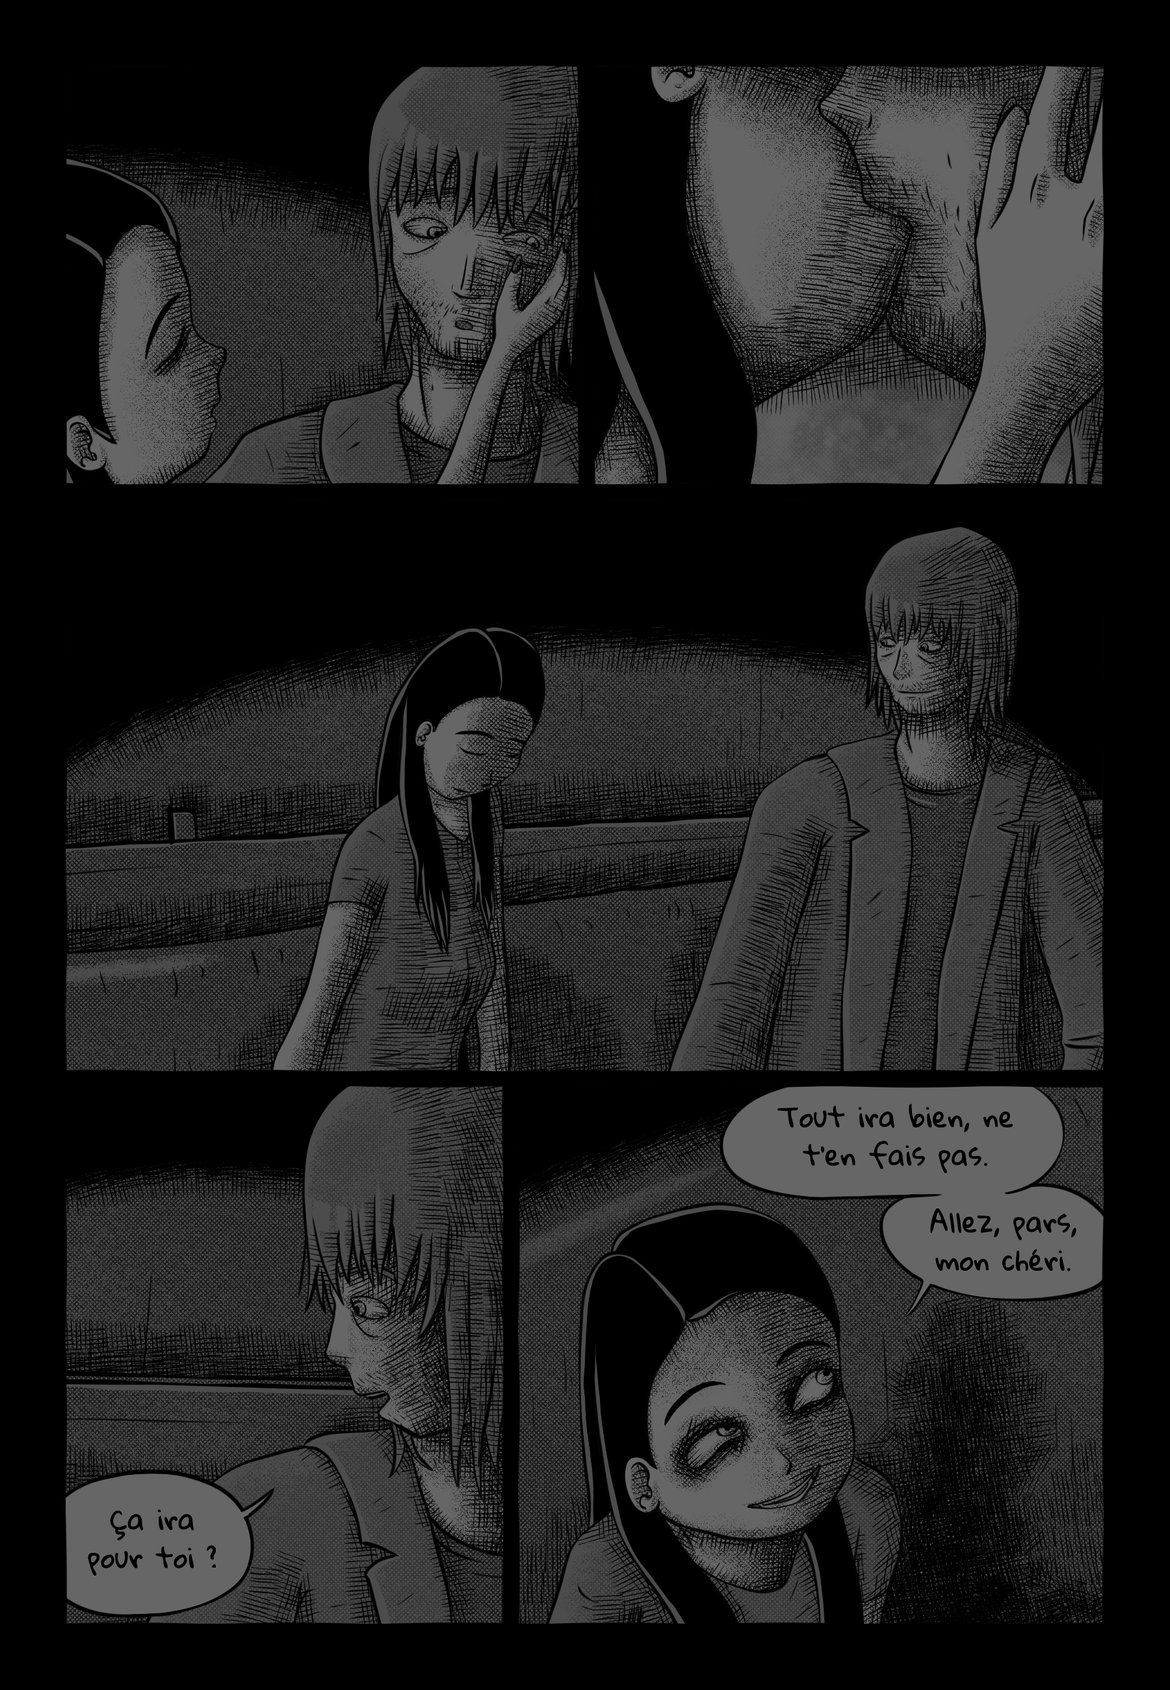 Ça ira
pour toi ?
Tout ira bien, ne
t'en fais pas.
Allez, pars,
mon chéri.